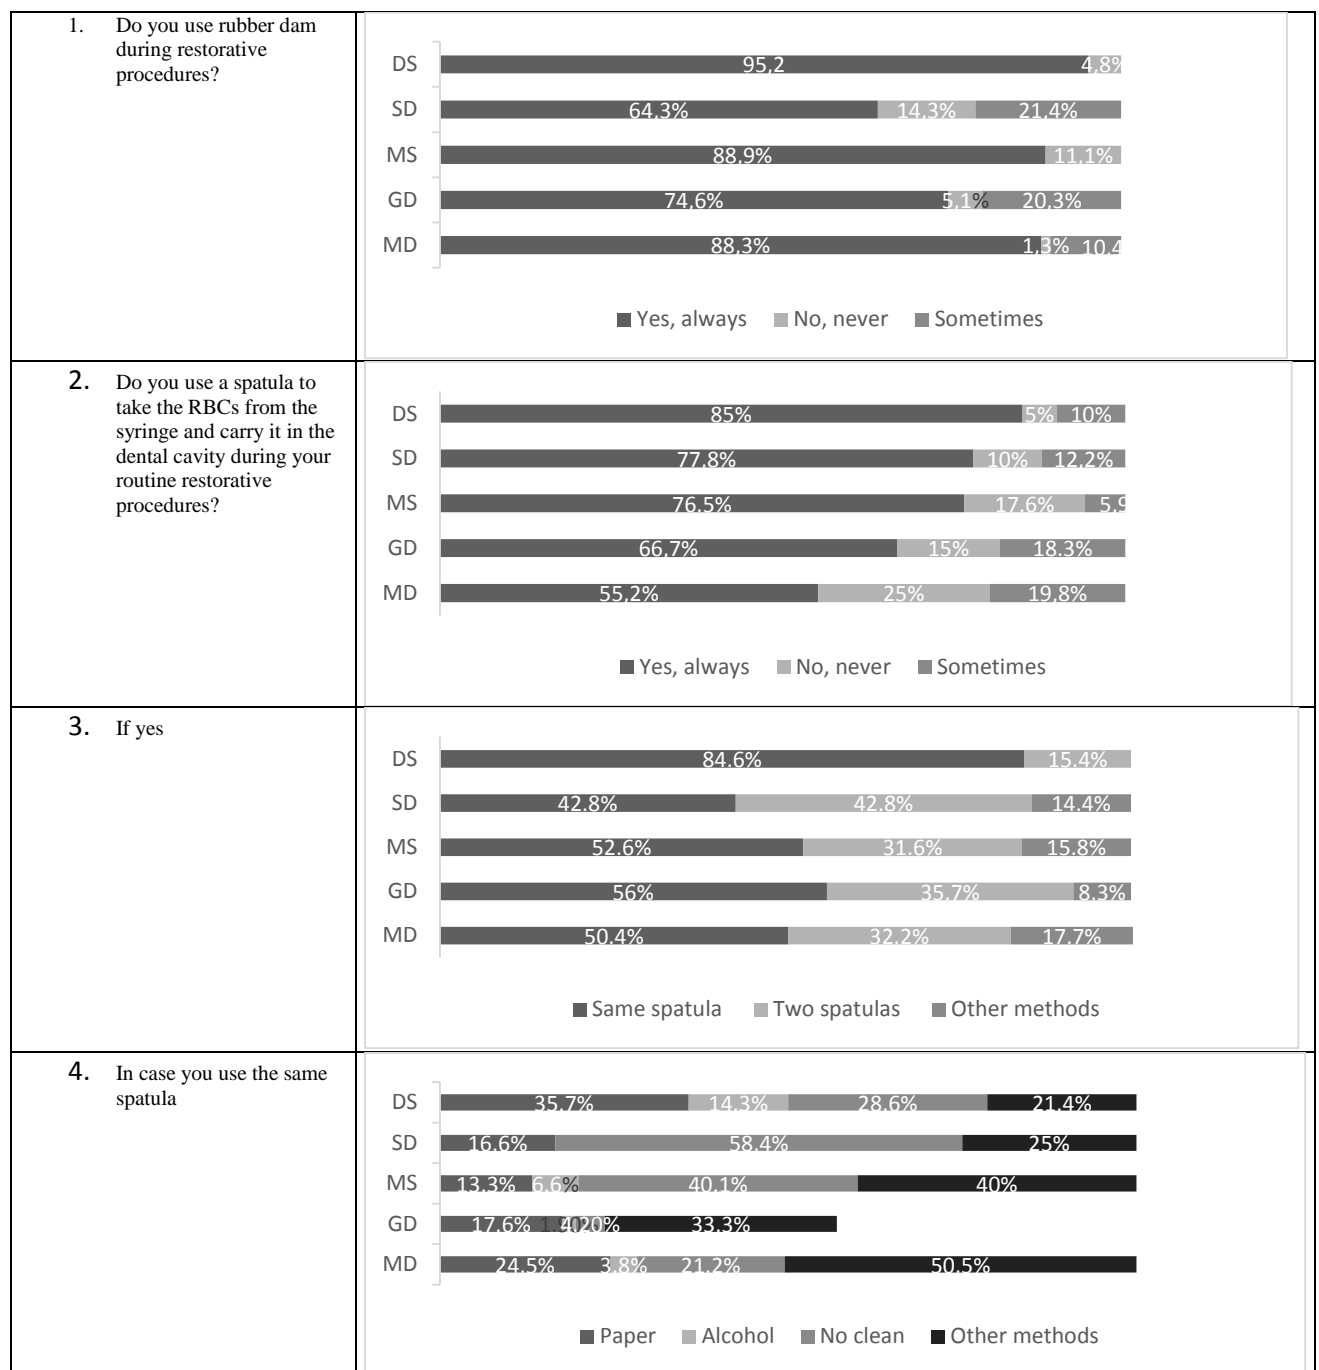 1. Do you use rubber dam
during restorative
procedures?
DS 95,2 4,8%
SD 64,3% 14,3% 21,4%
MS 88,9% 11,1%
GD 74,6% 5,1% 20,3%
MD 88,3% 1,3% 10,4
Yes, always No, never Sometimes
2. Do you use a spatula to
take the RBCs from the
syringe and carry it in the
dental cavity during your
routine restorative
procedures?
DS 85% 5% 10%
SD 77,8% 10% 12,2%
MS 76,5% 17,6% 5,9
GD 66,7% 15% 18,3%
MD 55,2% 25% 19,8%
Yes, always No, never Sometimes
3. If yes
DS 84.6% 15.4%
SD 42.8% 42.8% 14.4%
MS 52.6% 31.6% 15.8%
GD 56% 35.7% 8.3%
MD 50.4% 32.2% 17.7%
Same spatula Two spatulas Other methods
4. In case you use the same
spatula
DS 35,7% 14,3% 28,6% 21,4%
SD 16,6% 58,4% 25%
MS 13,3% 6,6% 40,1% 40%
GD 17,6% 4,20% 33,3%
MD 24,5% 3,8% 21,2% 50,5%
Paper Alcohol No clean Other methods